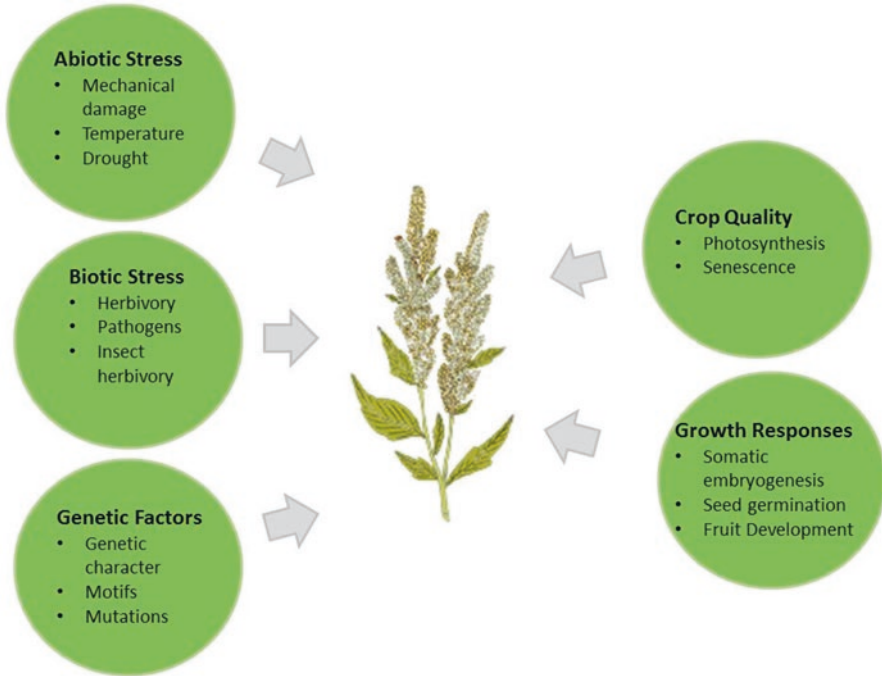 Abiotic Stress
• Mechanical
damage
• Temperature
• Drought
Biotic Stress
• Herbivory
• Pathogens
• Insect
herbivory
Genetic Factors
• Genetic
character
• Motifs
• Mutations
Crop Quality
• Photosynthesis
• Senescence
Growth Responses
• Somatic
embryogenesis
• Seed germination
• Fruit Development